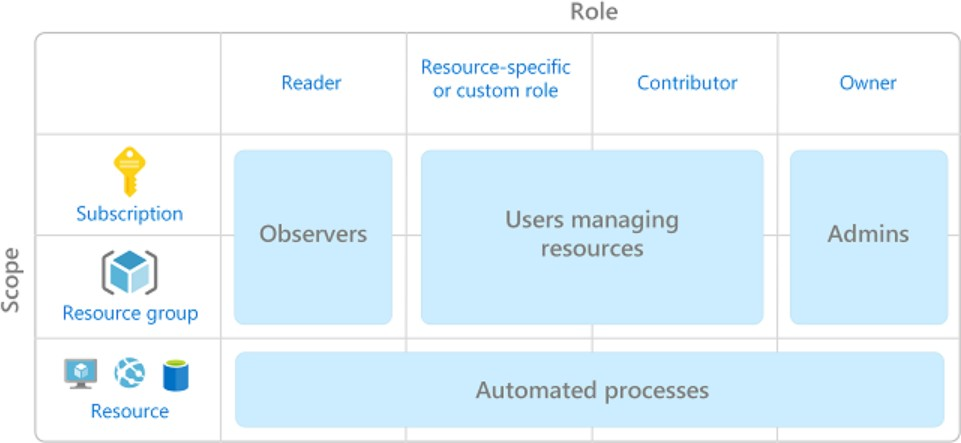 Role
Reader
Resource-specific
or custom role
Contributor
Owner
Scope
Subscription
Observers
Users managing
resources
Admins
Resource group
Resource
Automated processes